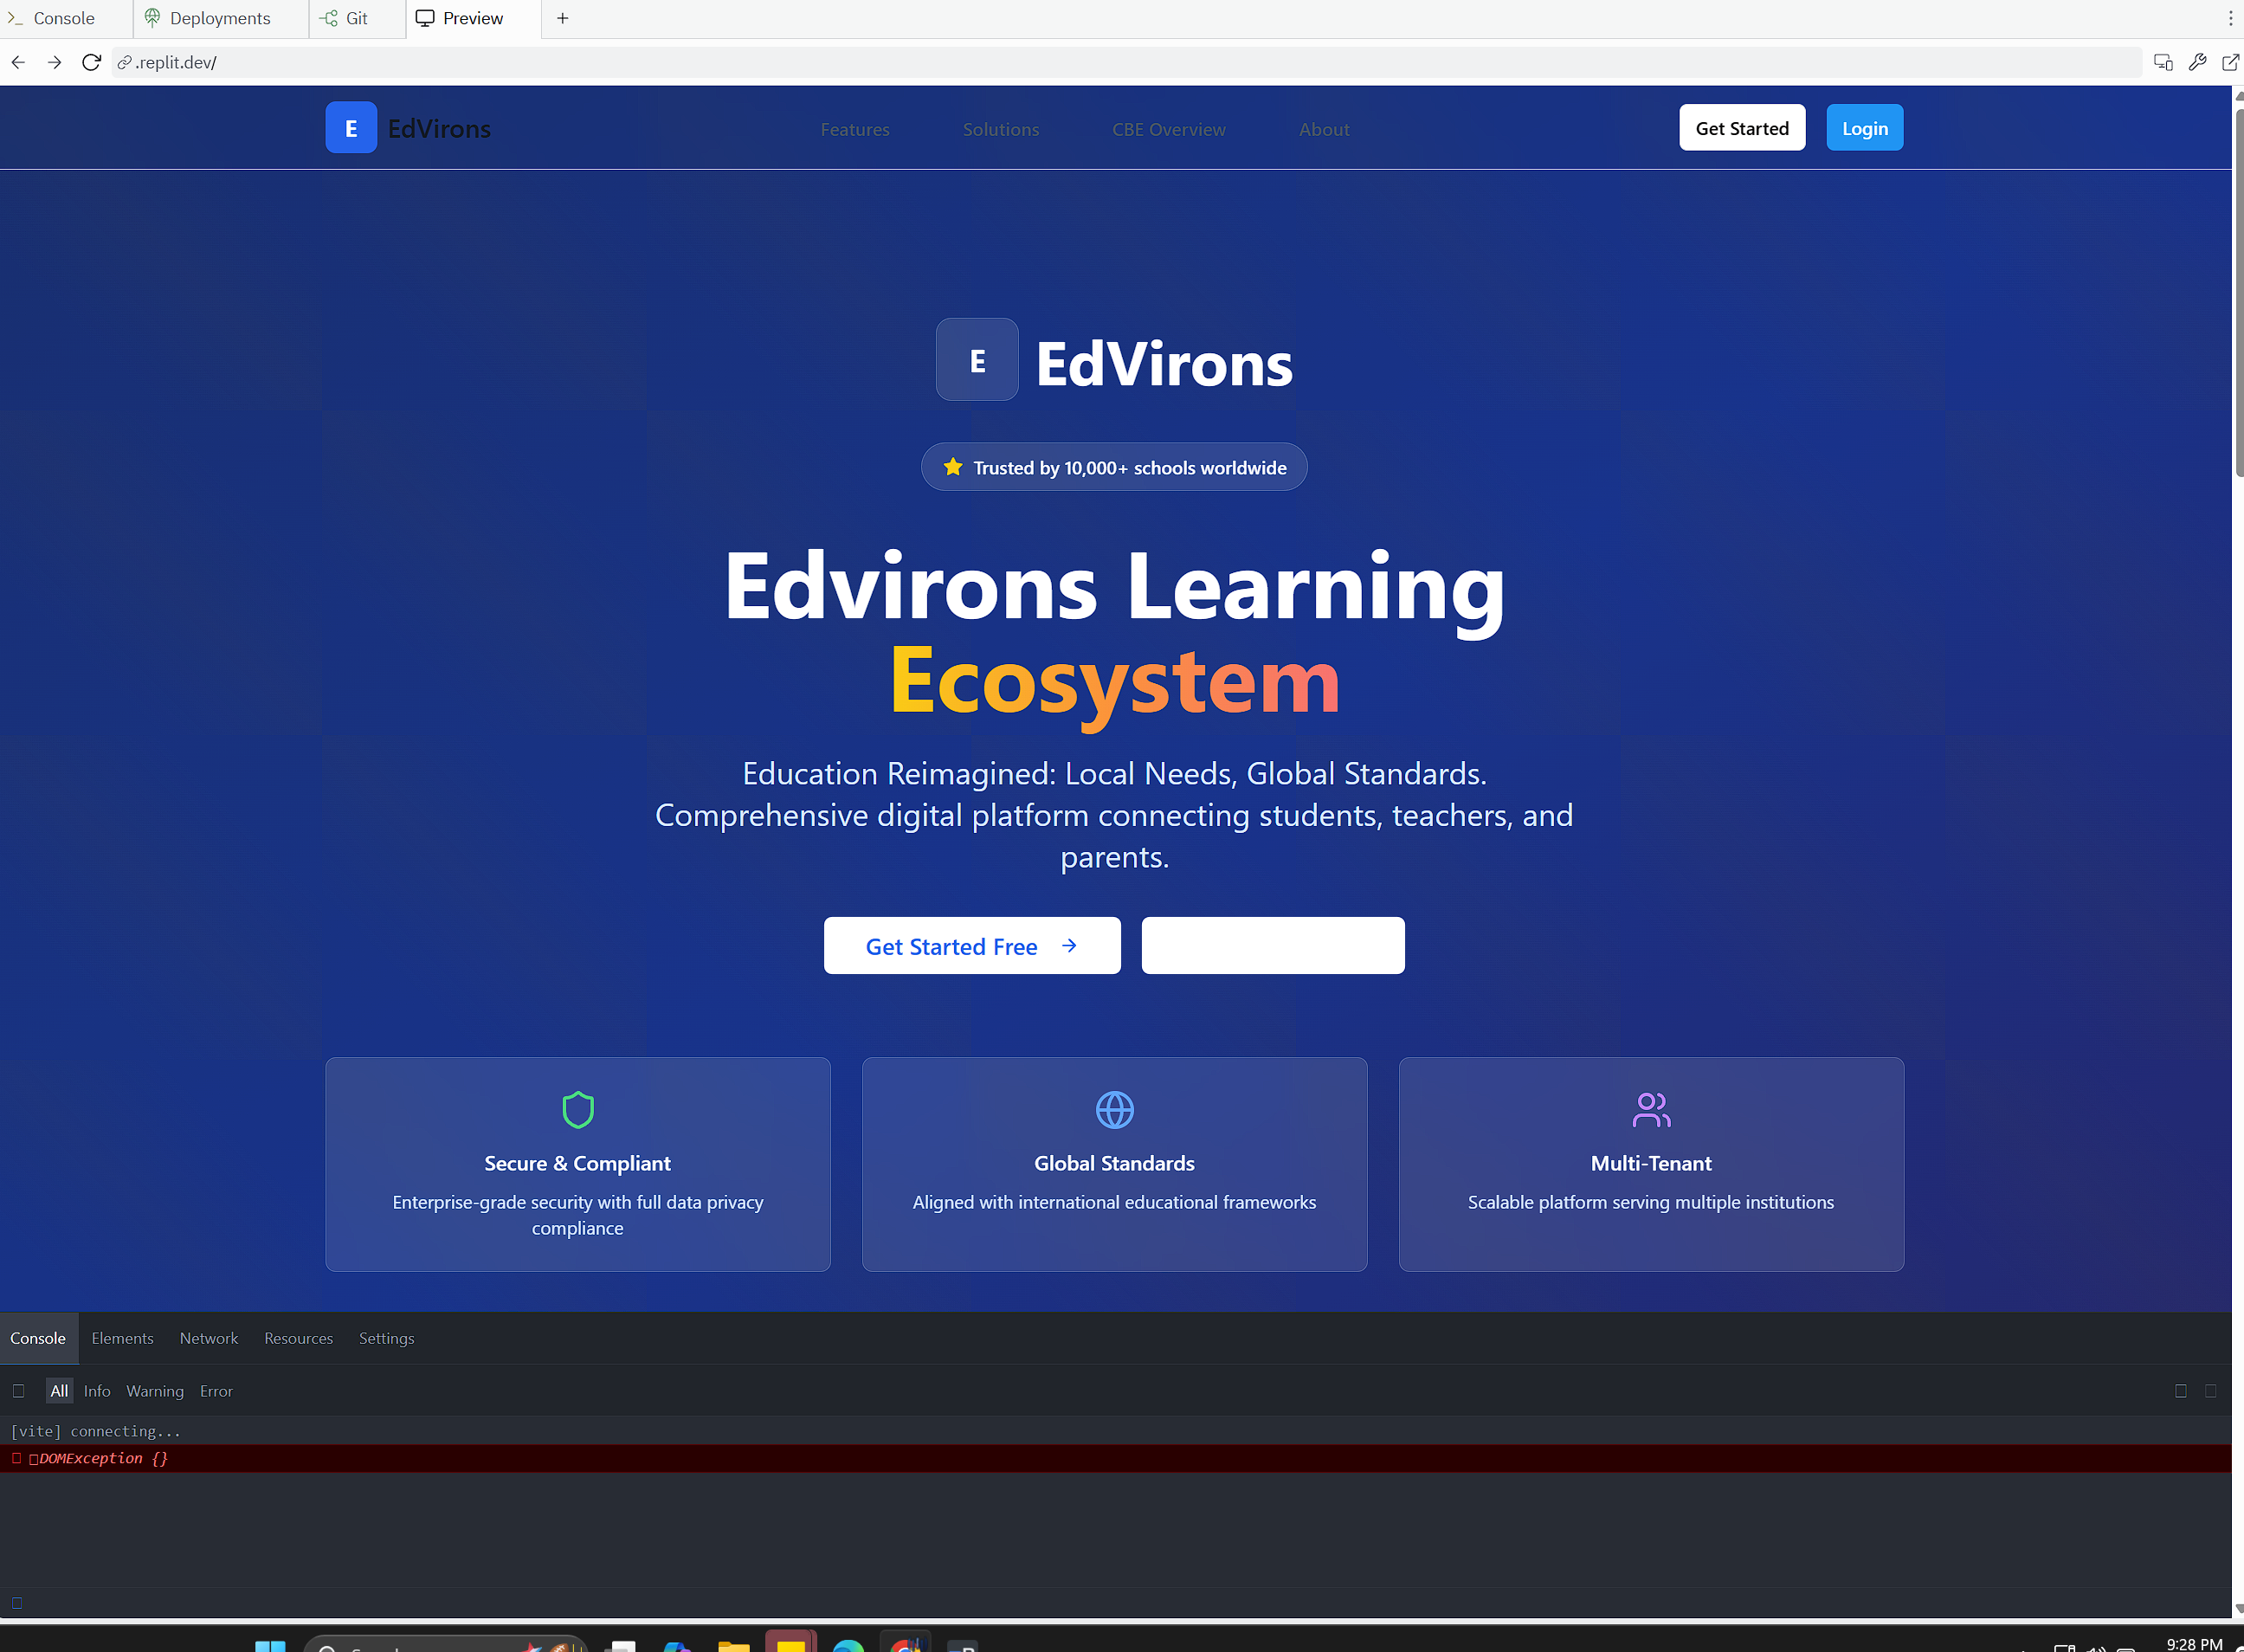 Console
Deployments
Git
Preview
.replit.dev/
E EdVirons
Features
Solutions
CBE Overview
About
Get Started
Login
E EdVirons
Trusted by 10,000+ schools worldwide
Edvirons Learning
Ecosystem
Education Reimagined: Local Needs, Global Standards.
Comprehensive digital platform connecting students, teachers, and
parents.
Get Started Free
Secure & Compliant
Enterprise-grade security with full data privacy
compliance
Global Standards
Aligned with international educational frameworks
Multi-Tenant
Scalable platform serving multiple institutions
Console Elements Network Resources Settings
All Info Warning Error
[vite] connecting...
DOMException {}
9:28 PM